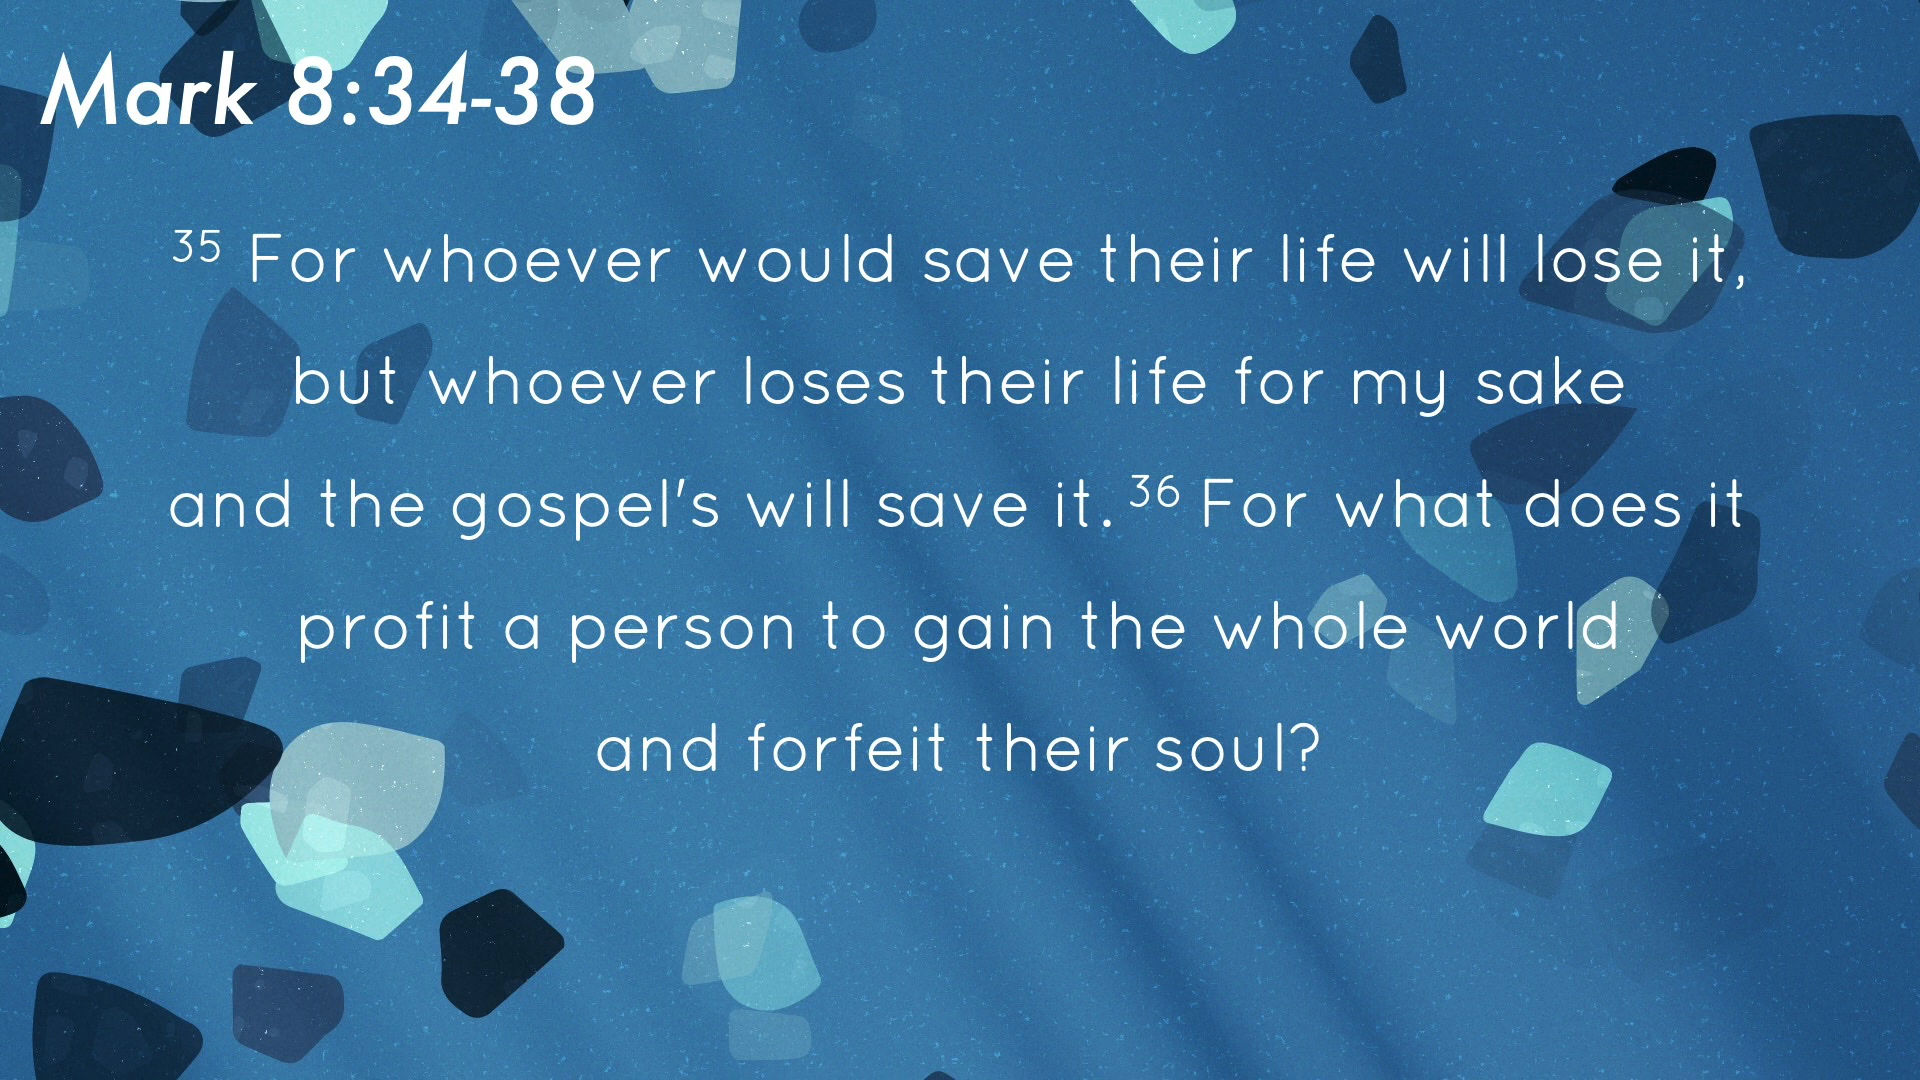 Mark 8:34-38
35 For whoever would save their life will lose it,
but whoever loses their life for my sake
and the gospel's will save it. 36 For what does it
profit a person to gain the whole world
and forfeit their soul?